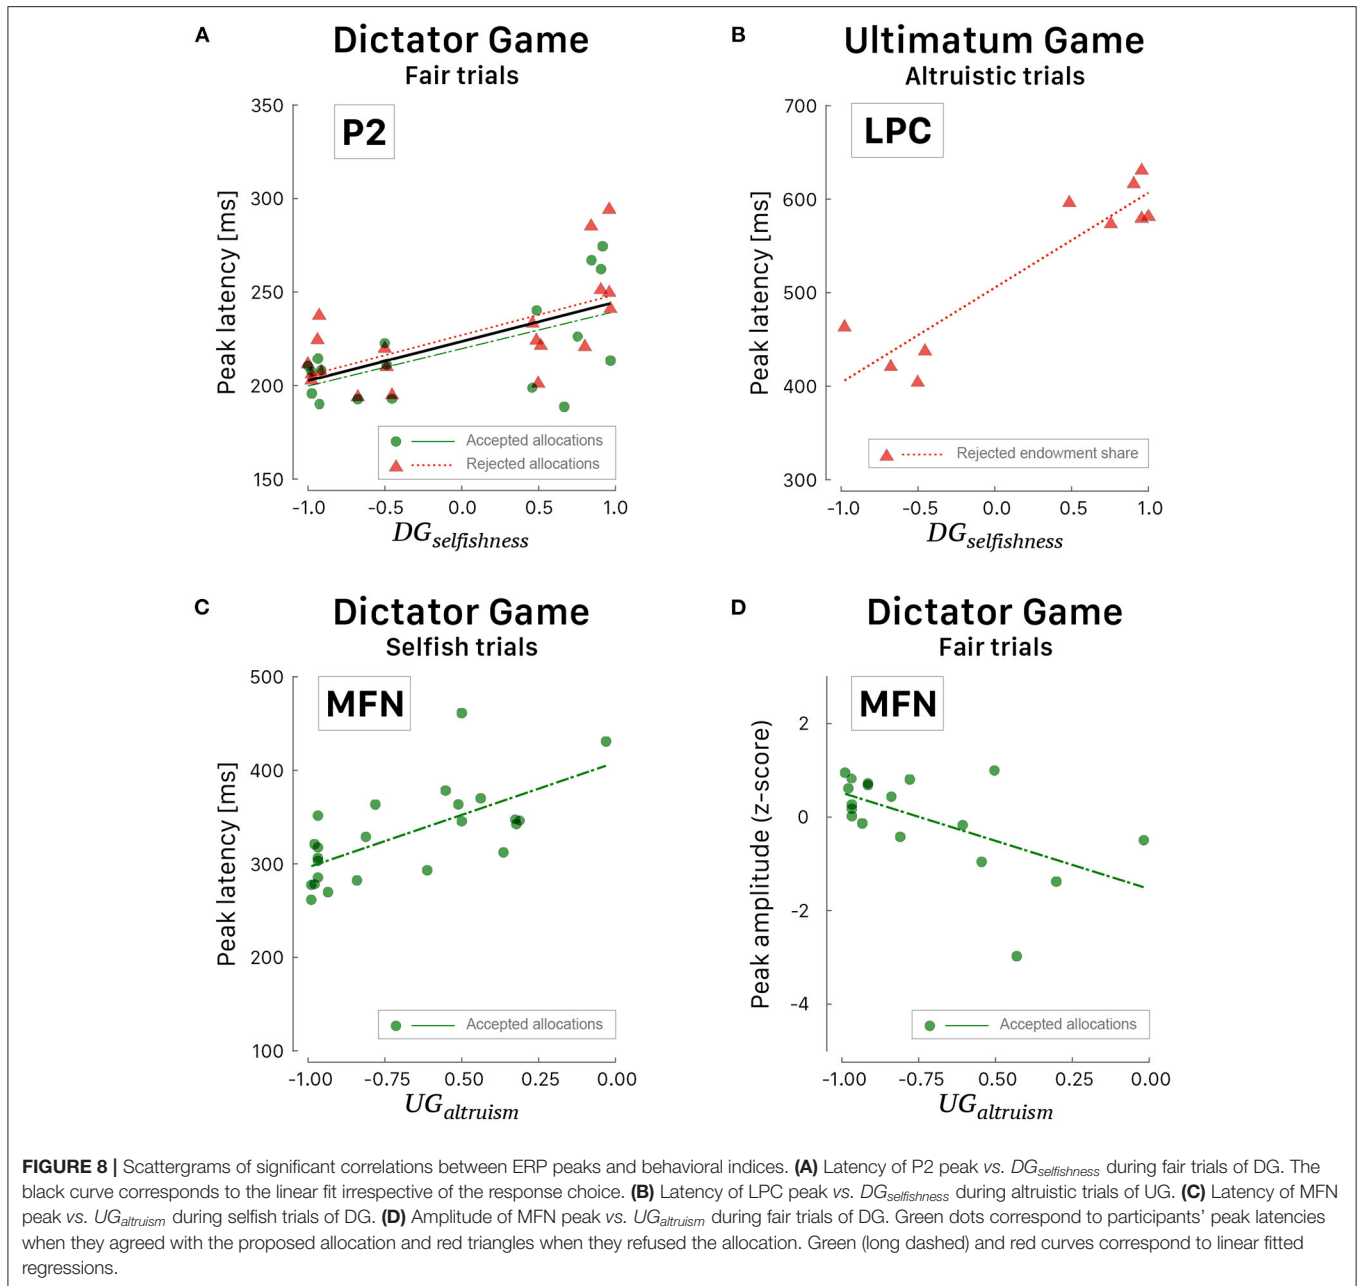 A
Dictator Game
Fair trials
P2
Peak latency [ms]
350
300
250
200
150
Accepted allocations
Rejected allocations
-1.0 -0.5 0.0 0.5 1.0
DGselfishness
B
Ultimatum Game
Altruistic trials
LPC
Peak latency [ms]
700
600
500
400
300
Rejected endowment share
-1.0 -0.5 0.0 0.5 1.0
DGselfishness
C
Dictator Game
Selfish trials
MFN
Peak latency [ms]
500
400
300
200
100
Accepted allocations
-1.00 -0.75 0.50 0.25 0.00
UGaltruism
D
Dictator Game
Fair trials
MFN
Peak amplitude (z-score)
2
0
-2
-4
Accepted allocations
-1.00 -0.75 0.50 0.25 0.00
UGaltruism
FIGURE 8 | Scattergrams of significant correlations between ERP peaks and behavioral indices. (A) Latency of P2 peak vs. DGselfishness during fair trials of DG. The
black curve corresponds to the linear fit irrespective of the response choice. (B) Latency of LPC peak vs. DGselfishness during altruistic trials of UG. (C) Latency of MFN
peak vs. UGaltruism during selfish trials of DG. (D) Amplitude of MFN peak vs. UGaltruism during fair trials of DG. Green dots correspond to participants' peak latencies
when they agreed with the proposed allocation and red triangles when they refused the allocation. Green (long dashed) and red curves correspond to linear fitted
regressions.